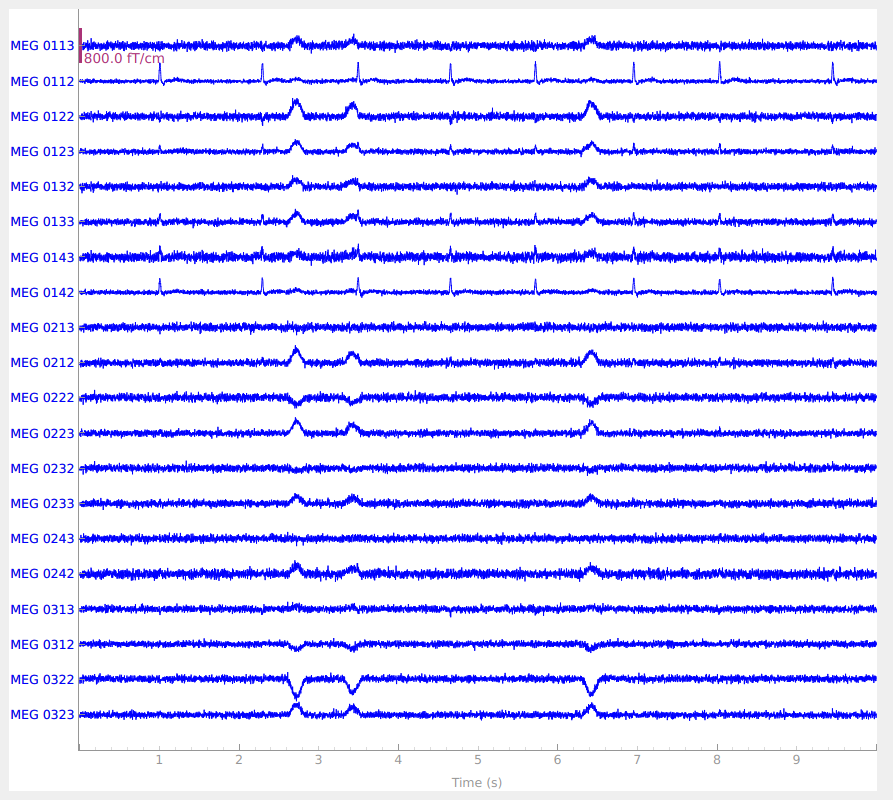 MEG 0113
800.0 fT/cm
MEG 0112
MEG 0122
MEG 0123
MEG 0132
MEG 0133
MEG 0143
MEG 0142
MEG 0213
MEG 0212
MEG 0222
MEG 0223
MEG 0232
MEG 0233
MEG 0243
MEG 0242
MEG 0313
MEG 0312
MEG 0322
MEG 0323
1 2 3 4 5 6 7 8 9
Time (s)